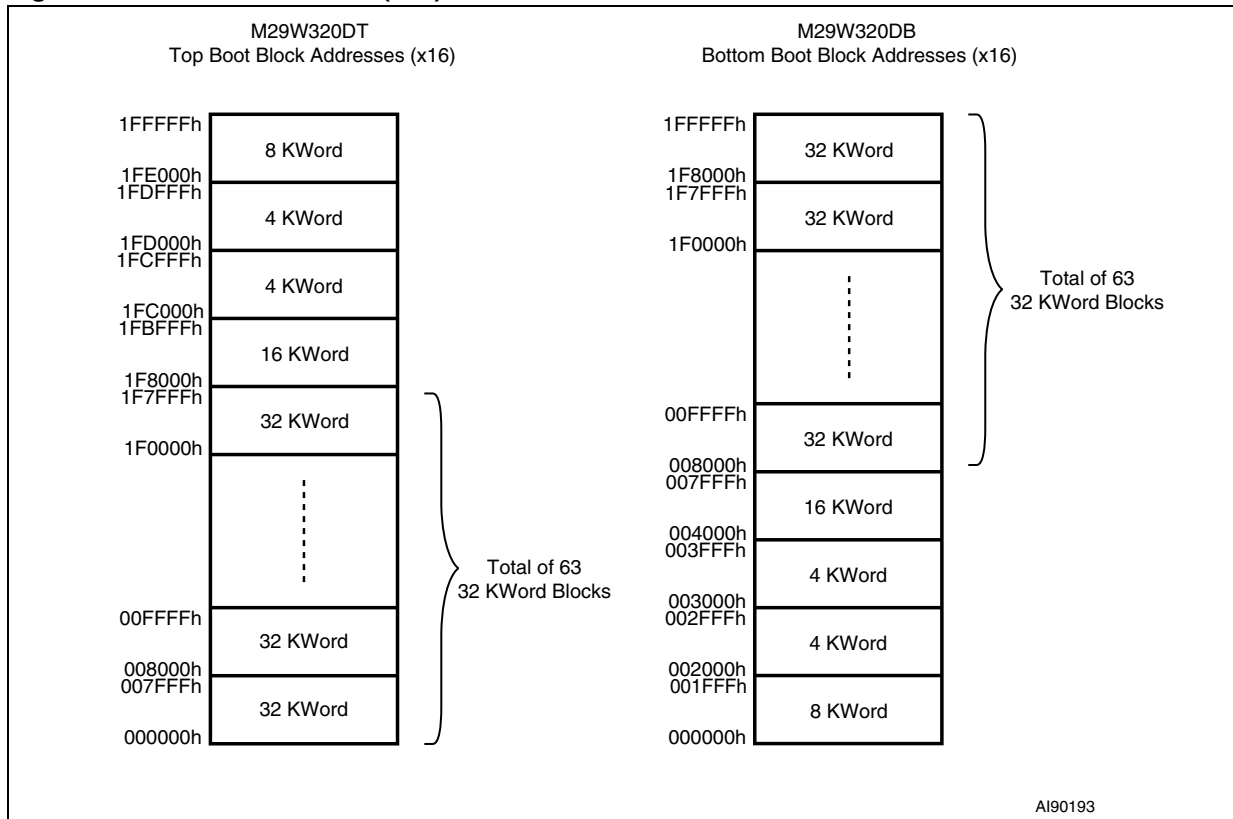 M29W320DT
Top Boot Block Addresses (x16)
1FFFFFh
8 KWord
1FE000h
1FDFFFh
4 KWord
1FD000h
1FCFFFh
4 KWord
1FC000h
1FBFFFh
16 KWord
1F8000h
1F7FFFh
32 KWord
1F0000h
Total of 63
32 KWord Blocks
00FFFFh
32 KWord
008000h
007FFFh
32 KWord
000000h
M29W320DB
Bottom Boot Block Addresses (x16)
1FFFFFh
32 KWord
1F8000h
1F7FFFh
32 KWord
1F0000h
Total of 63
32 KWord Blocks
00FFFFh
32 KWord
008000h
007FFFh
16 KWord
004000h
003FFFh
4 KWord
003000h
002FFFh
4 KWord
002000h
001FFFh
8 KWord
000000h
AI90193